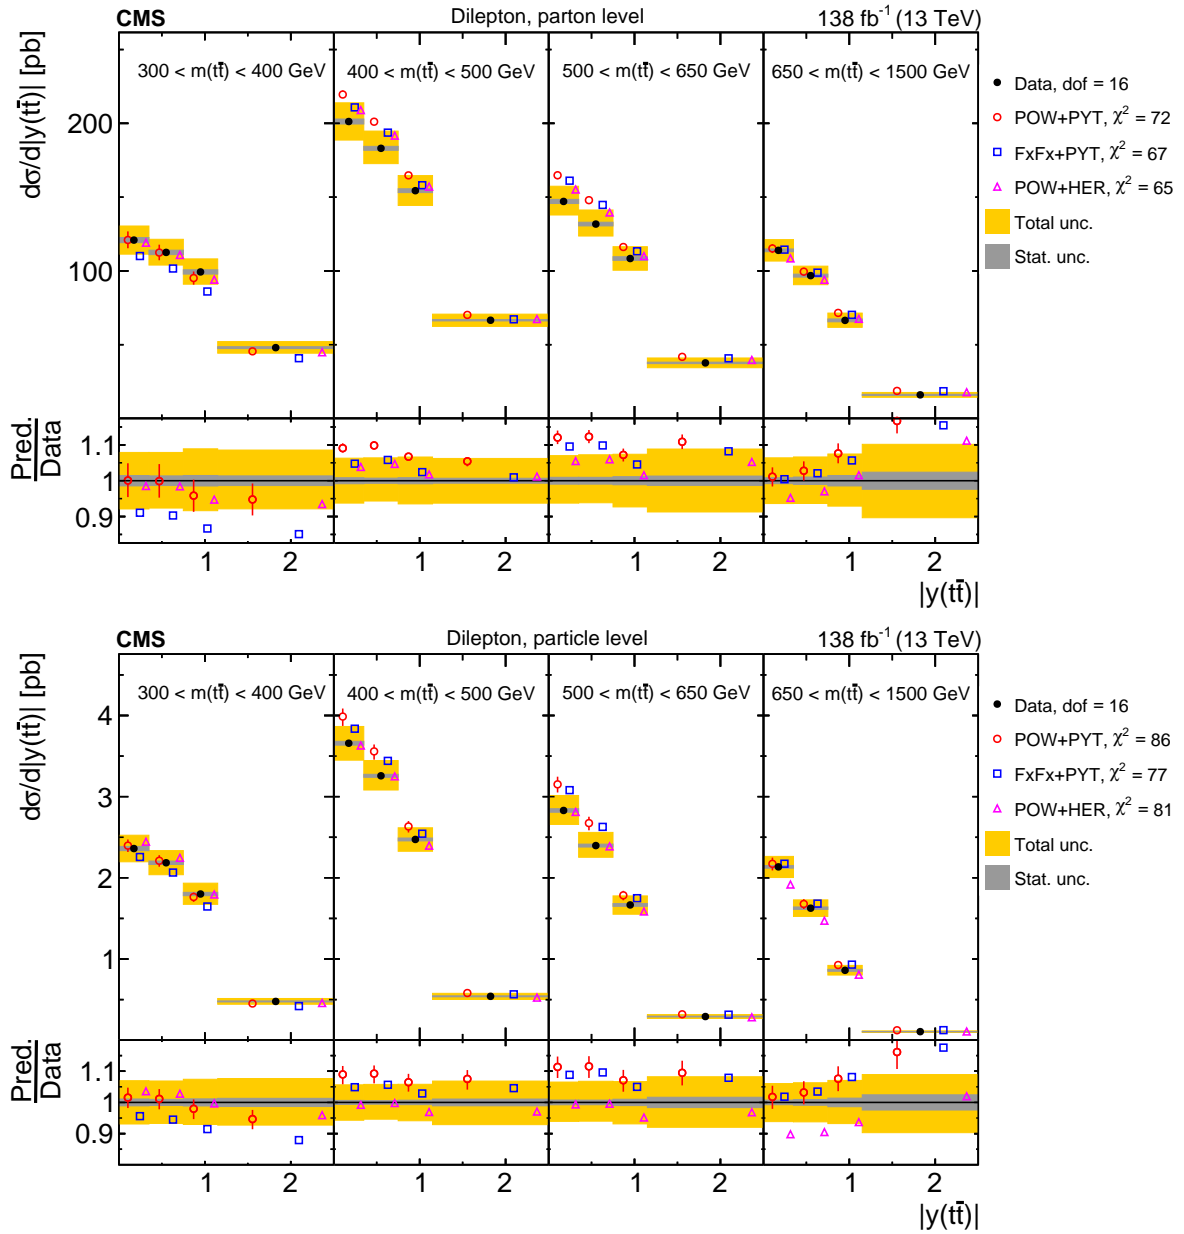 CMS Dilepton, parton level 138 fb⁻¹ (13 TeV)
dσ/d|y(tt̄)| [pb]
300 < m(tt̄) < 400 GeV 400 < m(tt̄) < 500 GeV 500 < m(tt̄) < 650 GeV 650 < m(tt̄) < 1500 GeV
200
100
Data, dof = 16
POW+PYT, χ² = 72
FxFx+PYT, χ² = 67
POW+HER, χ² = 65
Total unc.
Stat. unc.
Pred.
Data
1.1
1
0.9
1 2 1 2 1 2 1 2
|y(tt̄)|
CMS Dilepton, particle level 138 fb⁻¹ (13 TeV)
dσ/d|y(tt̄)| [pb]
300 < m(tt̄) < 400 GeV 400 < m(tt̄) < 500 GeV 500 < m(tt̄) < 650 GeV 650 < m(tt̄) < 1500 GeV
4
3
2
1
Data, dof = 16
POW+PYT, χ² = 86
FxFx+PYT, χ² = 77
POW+HER, χ² = 81
Total unc.
Stat. unc.
Pred.
Data
1.1
1
0.9
1 2 1 2 1 2 1 2
|y(tt̄)|